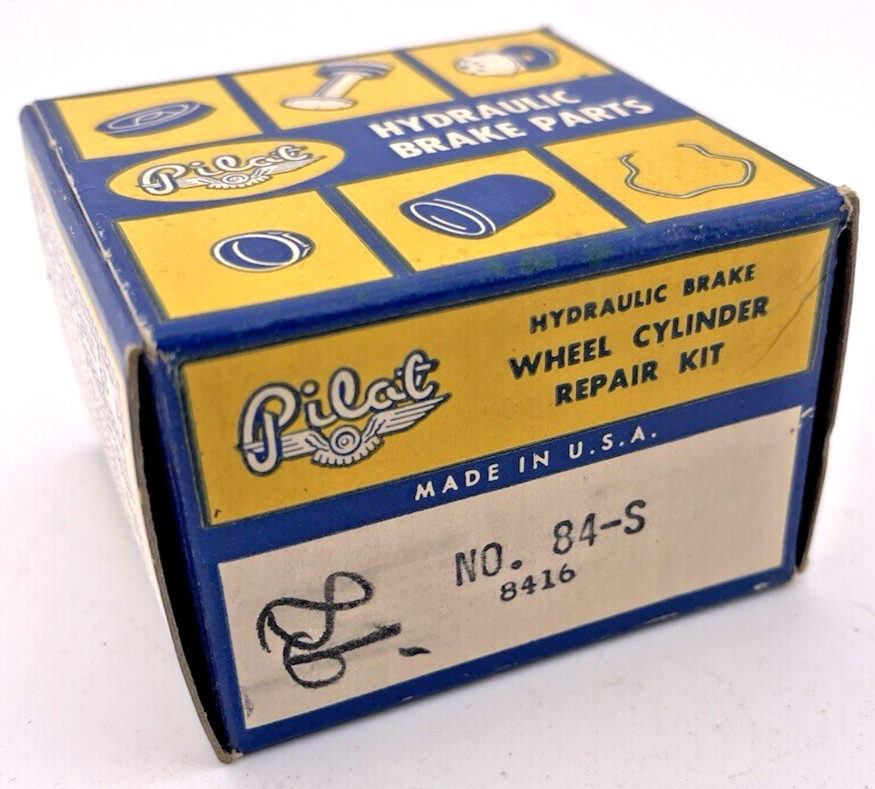 HYDRAULIC
BRAKE PARTS
Pilot
Pilot
HYDRAULIC BRAKE
WHEEL CYLINDER
REPAIR KIT
MADE IN U.S.A.
NO. 84-S
8416